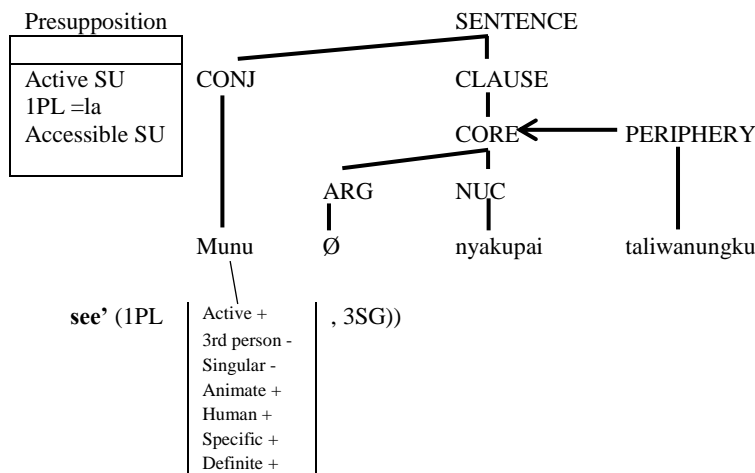 Presupposition SENTENCE
Active SU CONJ CLAUSE
1PL =la
Accessible SU CORE PERIPHERY
ARG NUC
Munu Ø nyakupai taliwanungku
see’ (1PL Active + , 3SG))
3rd person -
Singular -
Animate +
Human +
Specific +
Definite +